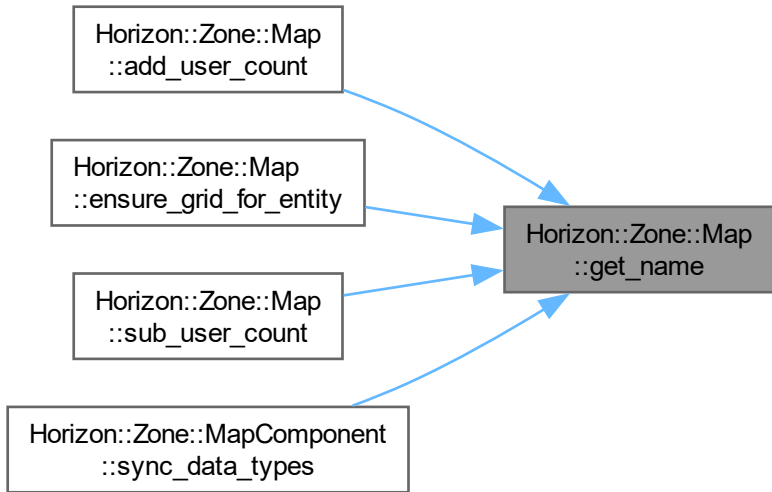 Horizon::Zone::Map
::add_user_count
Horizon::Zone::Map
::ensure_grid_for_entity
Horizon::Zone::Map
::get_name
Horizon::Zone::Map
::sub_user_count
Horizon::Zone::MapComponent
::sync_data_types